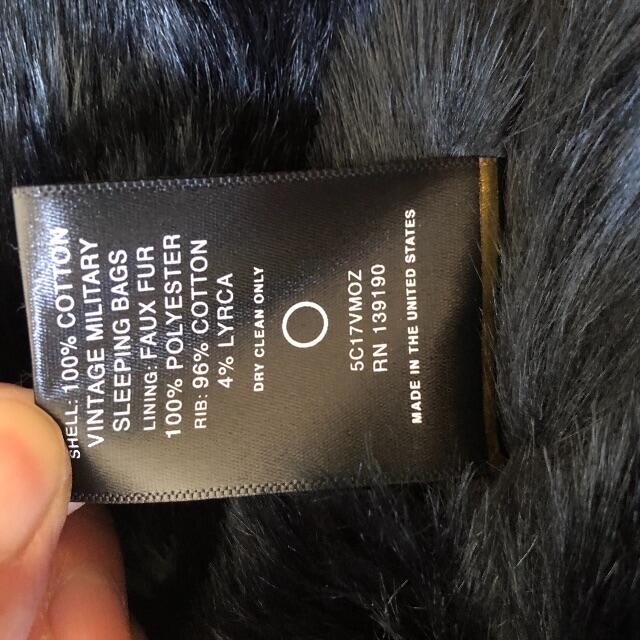 SHELL: 100% COTTON
VINTAGE MILITARY
SLEEPING BAGS
LINING: FAUX FUR
100% POLYESTER
RIB: 96% COTTON
4% LYRCA
DRY CLEAN ONLY
5C17VMOZ
RN 139190
MADE IN THE UNITED STATES